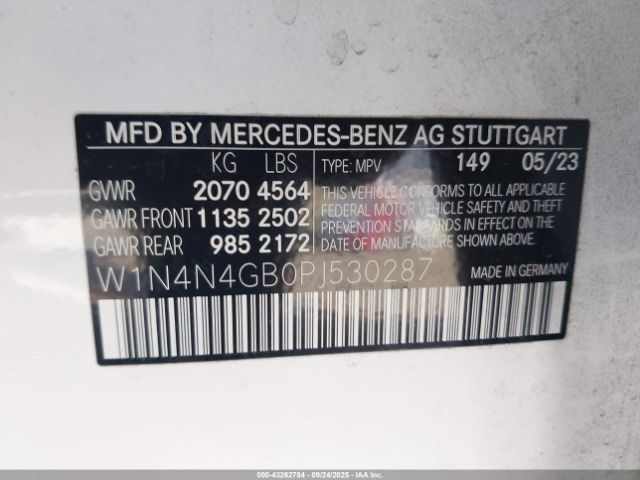 MFD BY MERCEDES-BENZ AG STUTTGART
KG LBS TYPE: MPV 149 05/23
GVWR 2070 4564 THIS VEHICLE CONFORMS TO ALL APPLICABLE
GAWR FRONT 1135 2502 FEDERAL MOTOR VEHICLE SAFETY AND THEFT
GAWR REAR 985 2172 PREVENTION STANDARDS IN EFFECT ON THE
DATE OF MANUFACTURE SHOWN ABOVE.
W1N4N4GB0PJ530287 MADE IN GERMANY
000-43262784 - 09/24/2025 - IAAI.COM